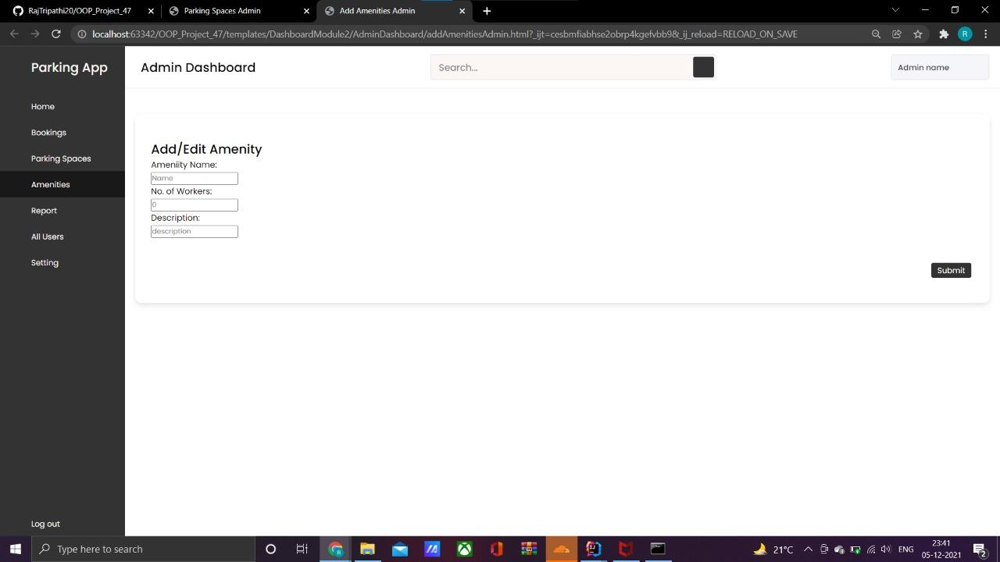 RajTripathi20/OOP_Project_47
Parking Spaces Admin
Add Amenities Admin
localhost:63342/OOP_Project_47/templates/DashboardModule2/AdminDashboard/addAmenitiesAdmin.html?_ijt=cesbmfiabhse2obrp4kgefvbb9&_ij_reload=RELOAD_ON_SAVE
R
Parking App
Admin Dashboard
Search...
Admin name
Home
Bookings
Parking Spaces
Amenities
Report
All Users
Setting
Log out
Add/Edit Amenity
Ameniity Name:
Name
No. of Workers:
0
Description:
description
Submit
Type here to search
21°C
ENG
23:41
05-12-2021
2